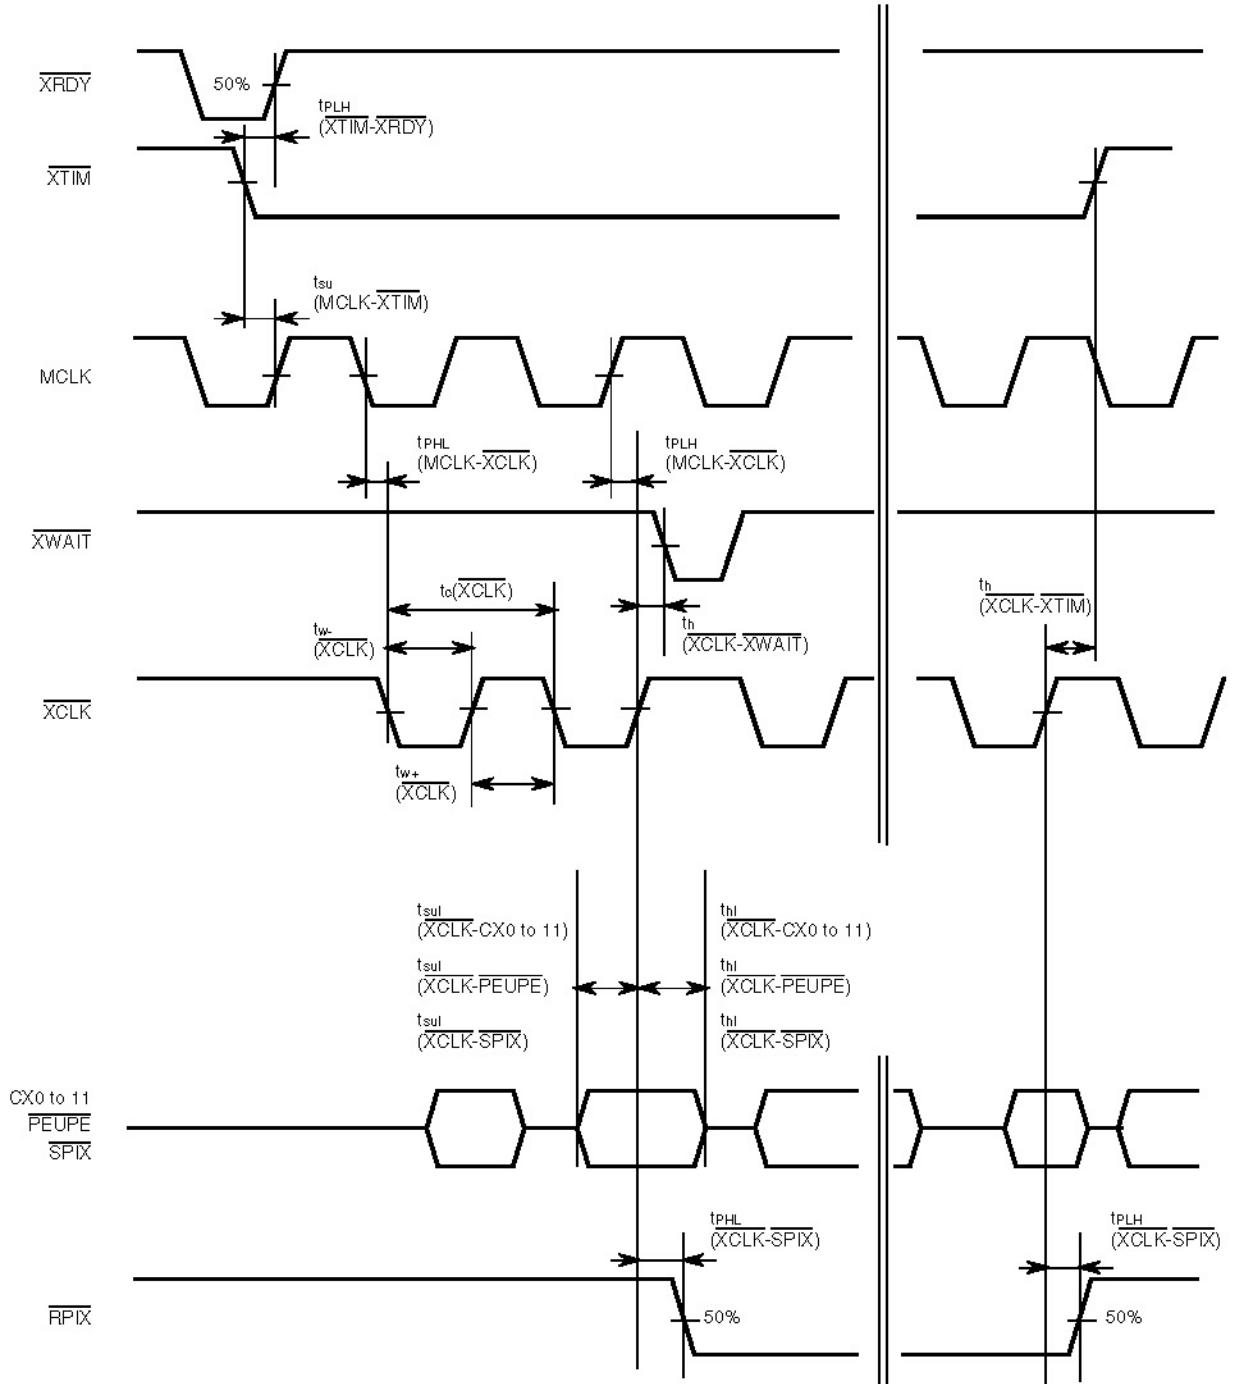 XRDY
50%
tPLH
(XTIM-XRDY)
XTIM
tsu
(MCLK-XTIM)
MCLK
tPHL
(MCLK-XCLK)
tPLH
(MCLK-XCLK)
XWAIT
tc(XCLK)
th
(XCLK-XTIM)
tw-
(XCLK)
th
(XCLK-XWAIT)
XCLK
tw+
(XCLK)
tsul
(XCLK-CX0 to 11)
thl
(XCLK-CX0 to 11)
tsul
(XCLK-PEUPE)
thl
(XCLK-PEUPE)
tsul
(XCLK-SPIX)
thl
(XCLK-SPIX)
CX0 to 11
PEUPE
SPIX
tPHL
(XCLK-SPIX)
tPLH
(XCLK-SPIX)
RPIX
50%
50%